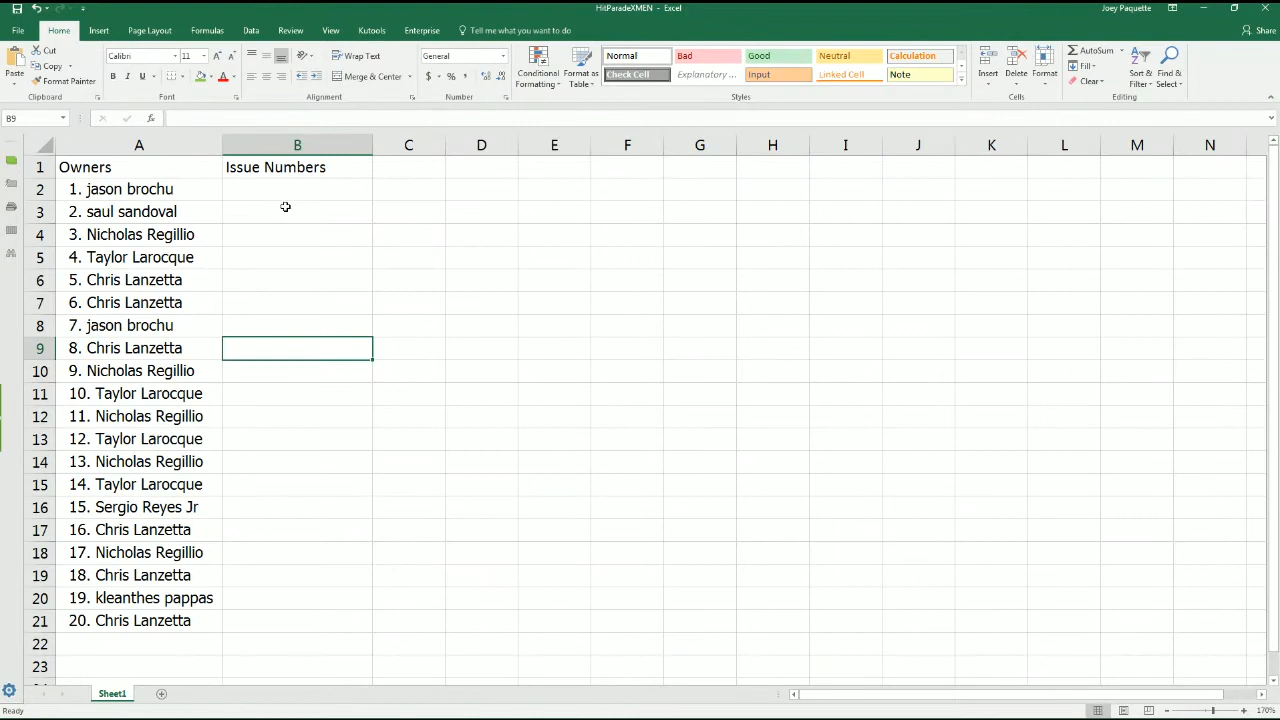 HitParadeXMEN - Excel
Joey Paquette
File Home Insert Page Layout Formulas Data Review View Kutools Enterprise Tell me what you want to do Share
Paste Cut Copy Format Painter Clipboard
Calibri 11 B I U A A A Font
Wrap Text Merge & Center Alignment
General $ % , Number
Conditional Formatting Format as Table
Normal Bad Good Neutral Calculation
Check Cell Explanatory ... Input Linked Cell Note
Styles
Insert Delete Format Cells
AutoSum Fill Clear Sort & Filter Find & Select Editing
B9 fx
A B C D E F G H I J K L M N
1 Owners Issue Numbers
2 1. jason brochu
3 2. saul sandoval
4 3. Nicholas Regillio
5 4. Taylor Larocque
6 5. Chris Lanzetta
7 6. Chris Lanzetta
8 7. jason brochu
9 8. Chris Lanzetta
10 9. Nicholas Regillio
11 10. Taylor Larocque
12 11. Nicholas Regillio
13 12. Taylor Larocque
14 13. Nicholas Regillio
15 14. Taylor Larocque
16 15. Sergio Reyes Jr
17 16. Chris Lanzetta
18 17. Nicholas Regillio
19 18. Chris Lanzetta
20 19. kleanthes pappas
21 20. Chris Lanzetta
22
23
Sheet1
Ready 170%